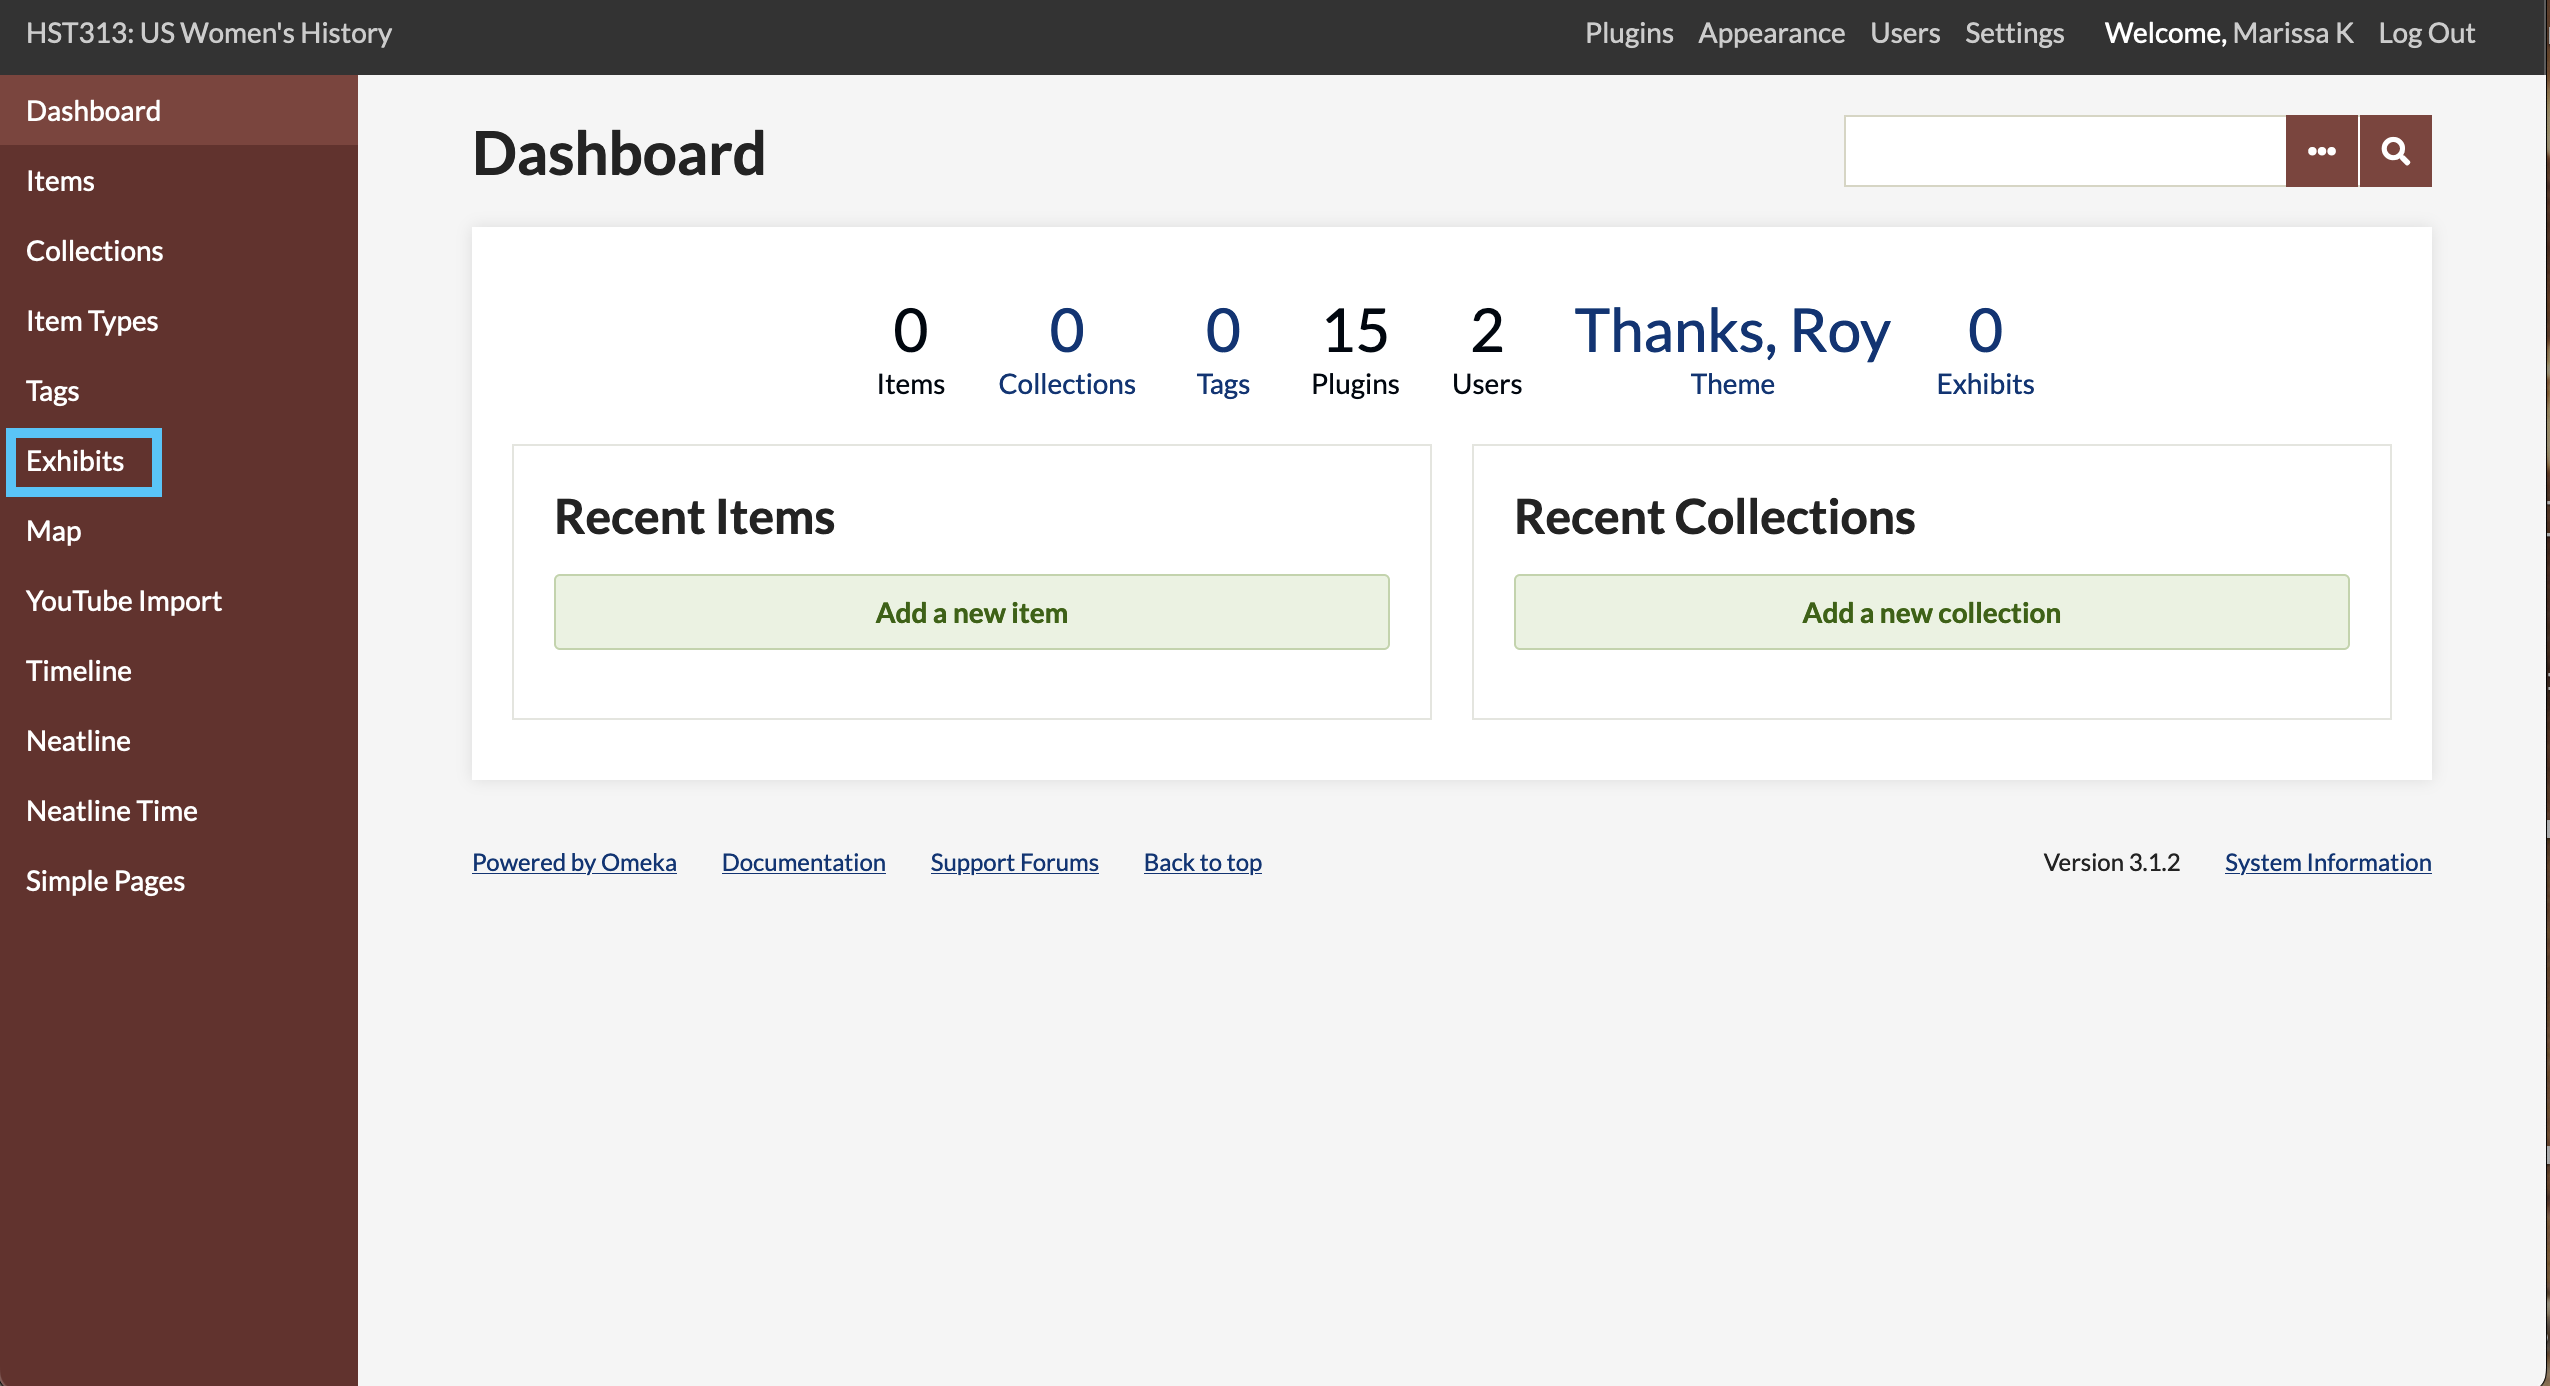 HST313: US Women's History Plugins Appearance Users Settings Welcome, Marissa K Log Out
Dashboard
Items
Collections
Item Types
Tags
Exhibits
Map
YouTube Import
Timeline
Neatline
Neatline Time
Simple Pages
Dashboard
0 0 0 15 2 Thanks, Roy 0
Items Collections Tags Plugins Users Theme Exhibits
Recent Items
Add a new item
Recent Collections
Add a new collection
Powered by Omeka Documentation Support Forums Back to top Version 3.1.2 System Information